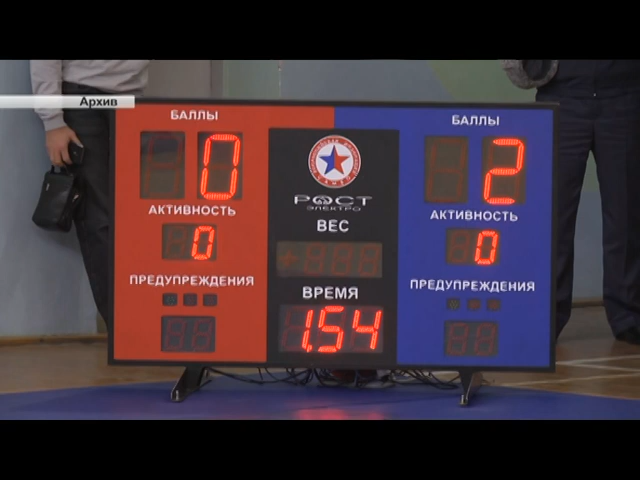 Архив
БАЛЛЫ
БАЛЛЫ
0
2
РОСТ
ЭЛЕКТРО
АКТИВНОСТЬ
АКТИВНОСТЬ
0
ВЕС
0
ПРЕДУПРЕЖДЕНИЯ
ПРЕДУПРЕЖДЕНИЯ
ВРЕМЯ
1.54